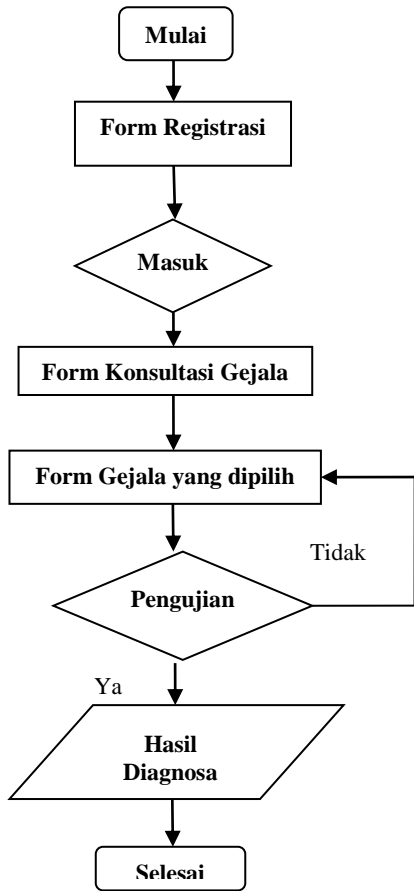 Mulai
Form Registrasi
Masuk
Form Konsultasi Gejala
Form Gejala yang dipilih
Tidak
Pengujian
Ya
Hasil
Diagnosa
Selesai